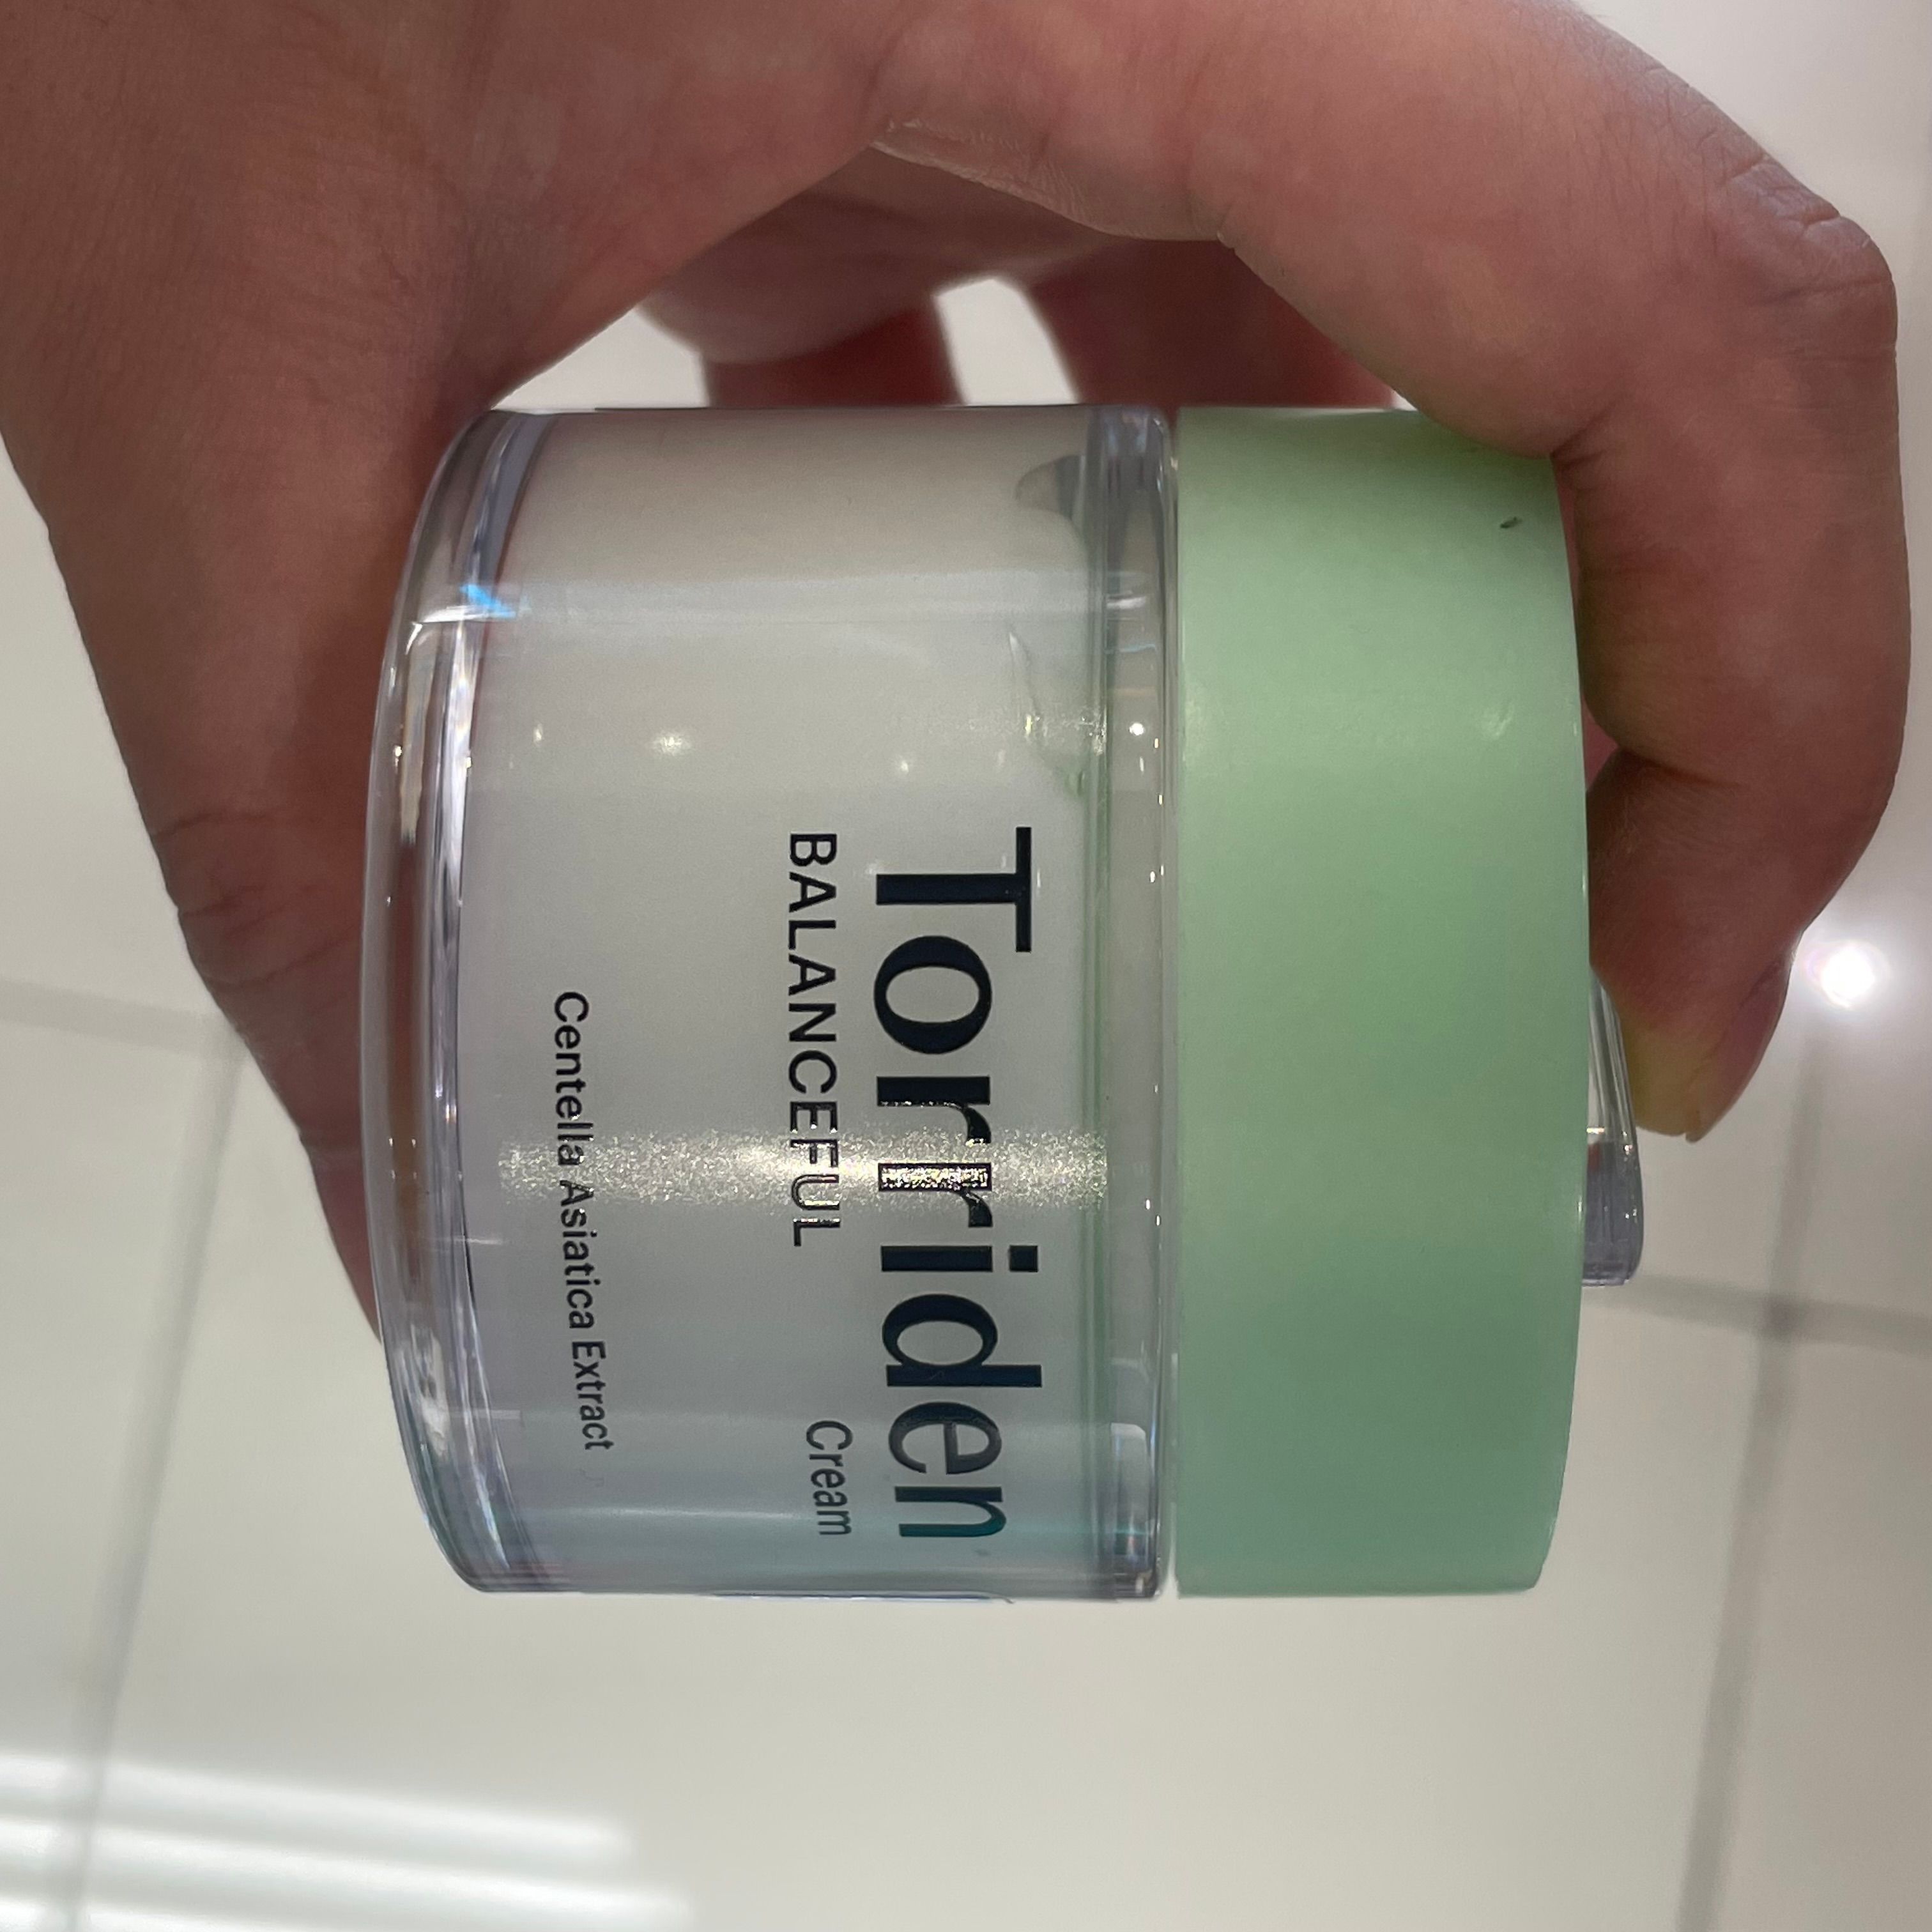 Torriden
BALANCEFUL Cream
Centella Asiatica Extract